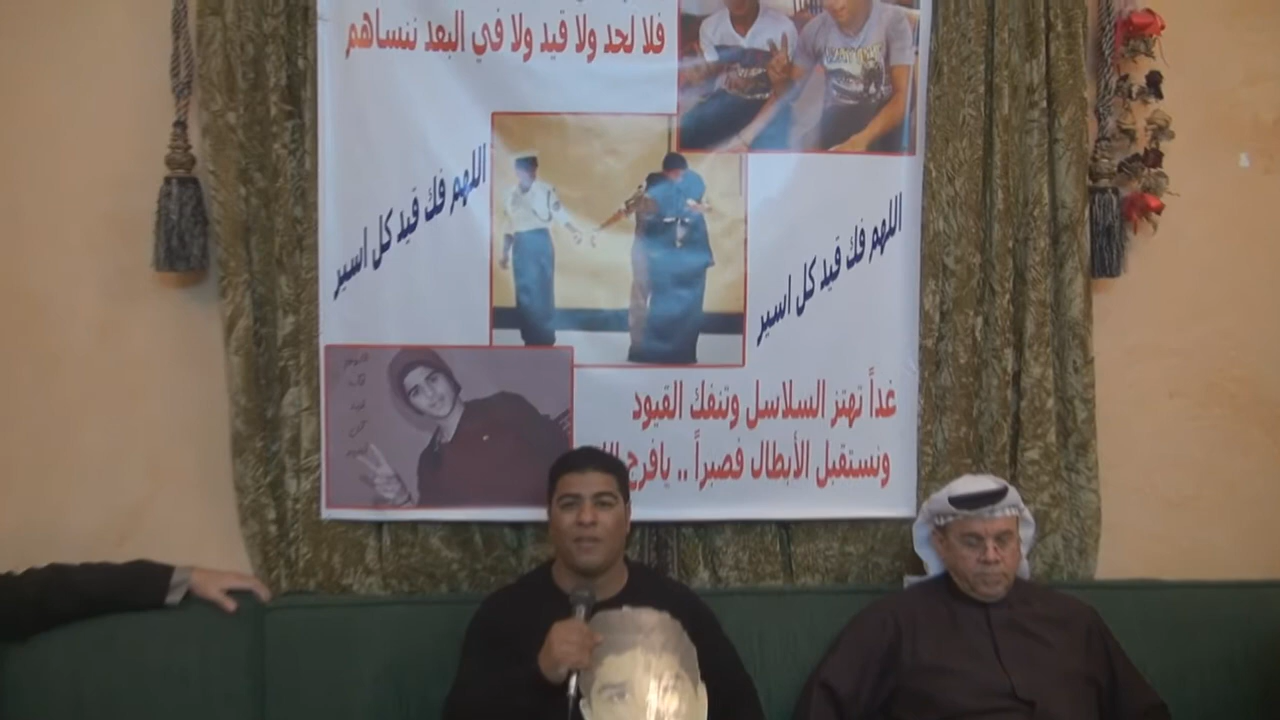 فلا لحد ولا قيد ولا في البعد ننساهم
اللهم فك قيد كل اسير
اللهم فك قيد كل اسير
غداً تهتز السلاسل وتنفك القيود
ونستقبل الأبطال فصبراً .. يافرج